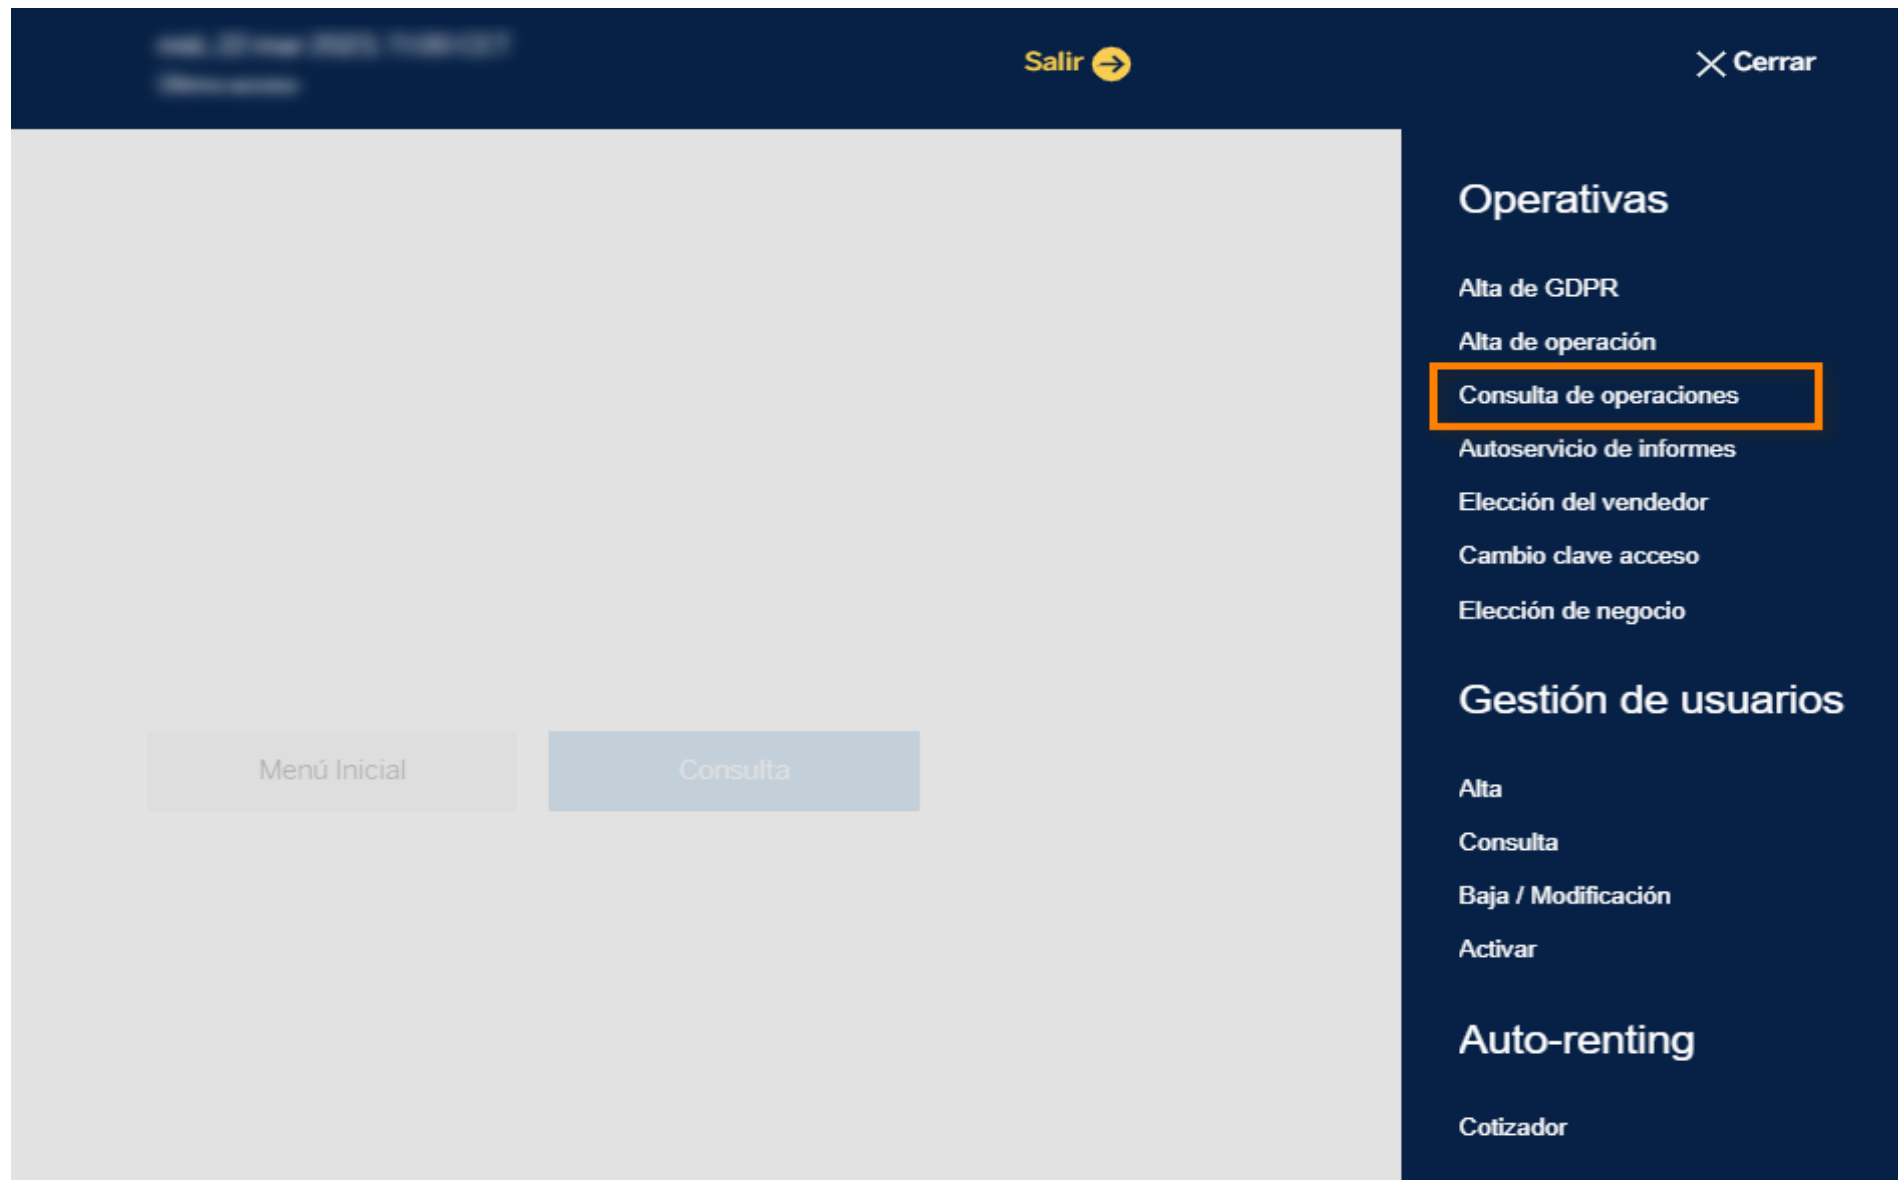 Salir
Cerrar
Operativas
Alta de GDPR
Alta de operación
Consulta de operaciones
Autoservicio de informes
Elección del vendedor
Cambio clave acceso
Elección de negocio
Gestión de usuarios
Menú Inicial
Consulta
Alta
Consulta
Baja / Modificación
Activar
Auto-renting
Cotizador